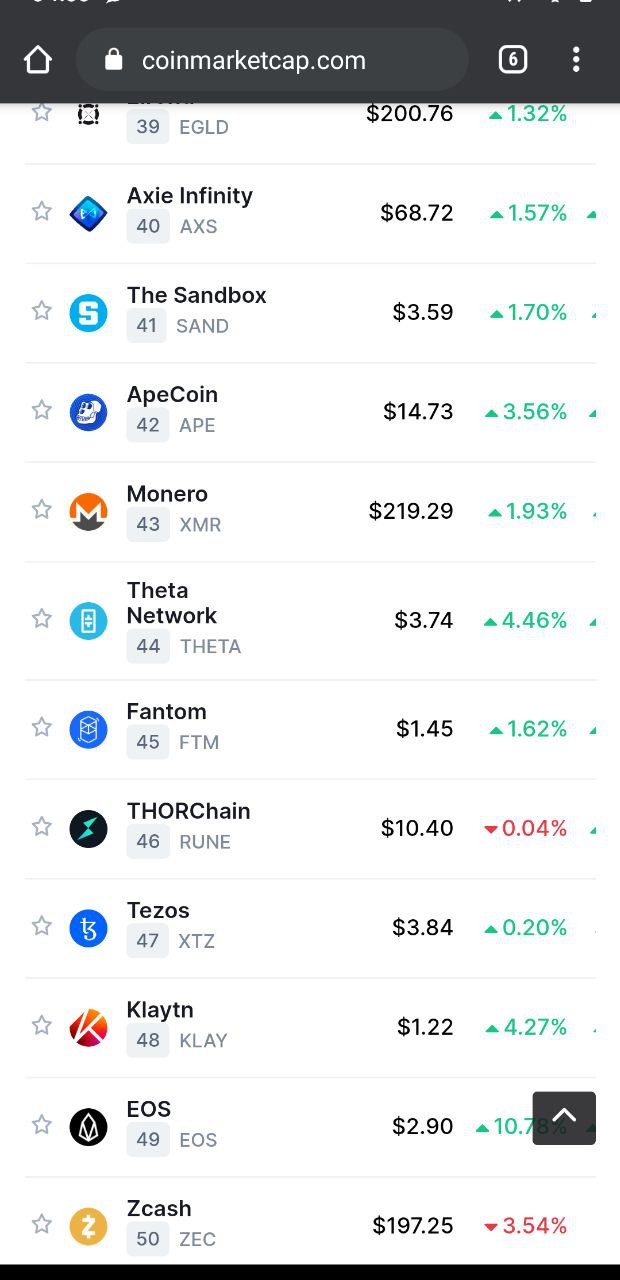 coinmarketcap.com
6
39 EGLD $200.76 1.32%
Axie Infinity
40 AXS $68.72 1.57%
The Sandbox
41 SAND $3.59 1.70%
ApeCoin
42 APE $14.73 3.56%
Monero
43 XMR $219.29 1.93%
Theta
Network
44 THETA $3.74 4.46%
Fantom
45 FTM $1.45 1.62%
THORChain
46 RUNE $10.40 0.04%
Tezos
47 XTZ $3.84 0.20%
Klaytn
48 KLAY $1.22 4.27%
EOS
49 EOS $2.90 10.78%
Zcash
50 ZEC $197.25 3.54%